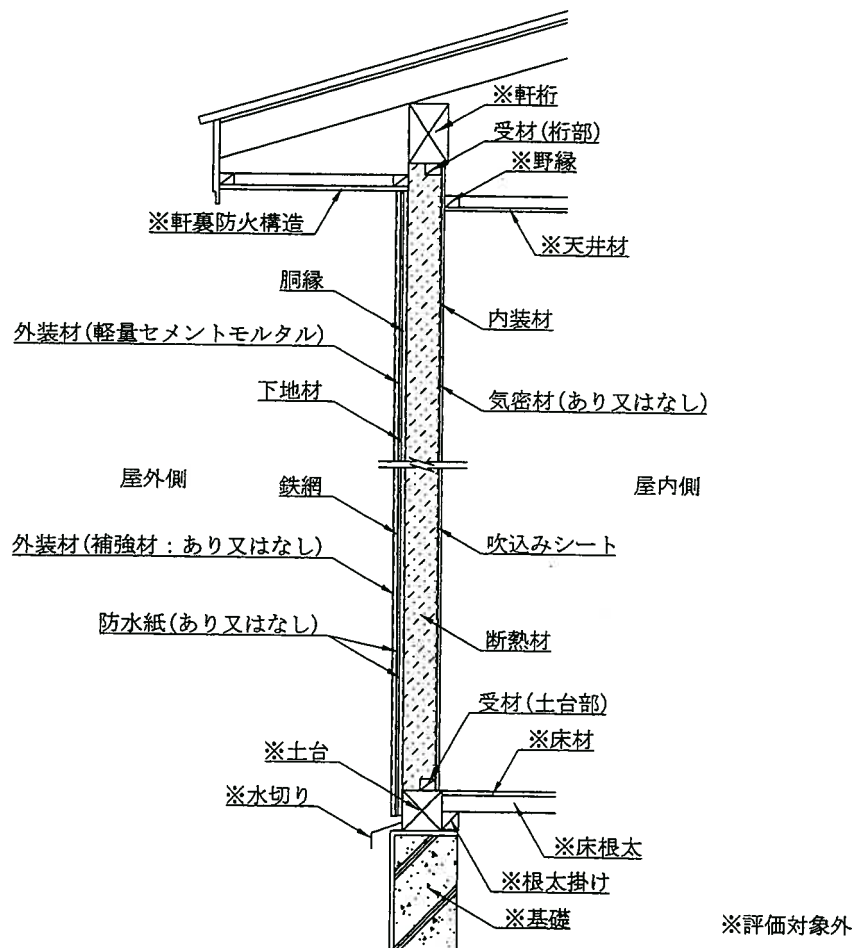 ※軒桁
受材(桁部)
※野縁
※軒裏防火構造
※天井材
胴縁
内装材
外装材(軽量セメントモルタル)
下地材
気密材(あり又はなし)
屋外側
鉄網
屋内側
外装材(補強材:あり又はなし)
吹込みシート
防水紙(あり又はなし)
断熱材
受材(土台部)
※土台
※床材
※水切り
※床根太
※根太掛け
※基礎
※評価対象外